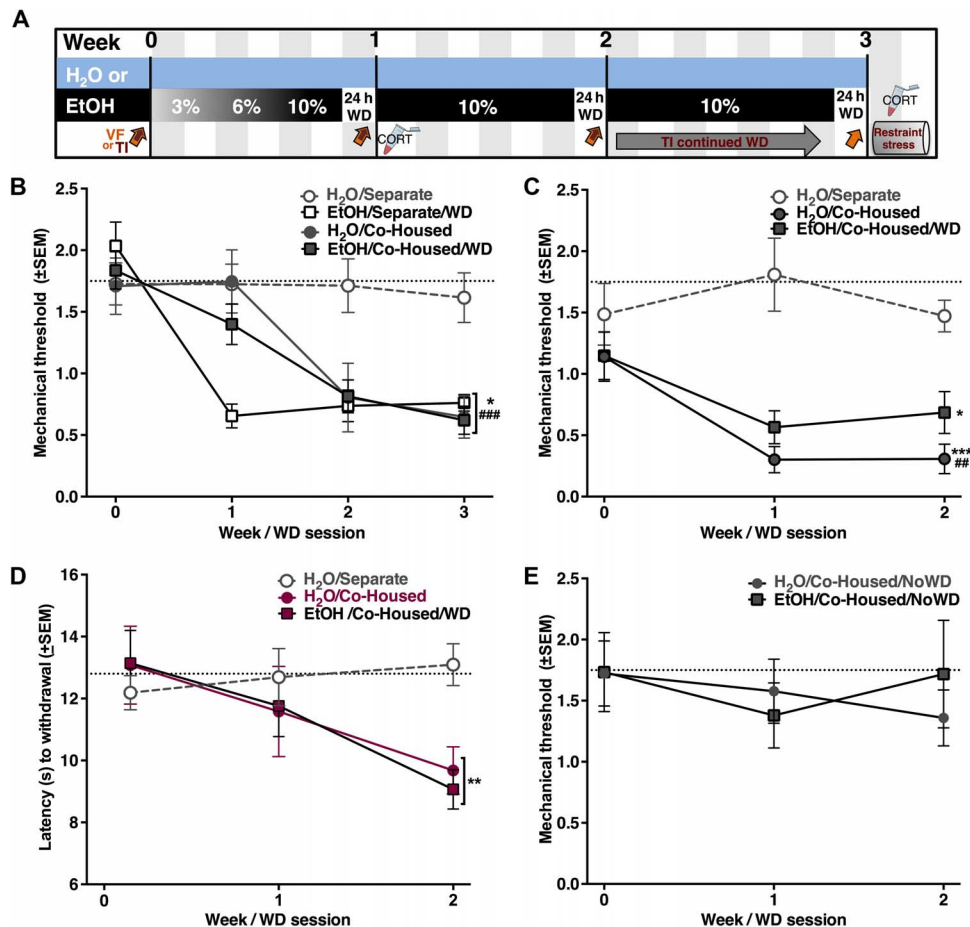 A
Week 0 1 2 3
H₂O or
EtOH 3% 6% 10% 24 h WD 10% 24 h WD 10% 24 h WD
VF or TI CORT TI continued WD CORT Restraint stress
B
H₂O/Separate
EtOH/Separate/WD
H₂O/Co-Housed
EtOH/Co-Housed/WD
Mechanical threshold (±SEM)
2.5
2.0
1.5
1.0
0.5
0.0
*
###
0 1 2 3
Week / WD session
C
H₂O/Separate
H₂O/Co-Housed
EtOH/Co-Housed/WD
Mechanical threshold (±SEM)
2.5
2.0
1.5
1.0
0.5
0.0
*
***
##
0 1 2
Week / WD session
D
H₂O/Separate
H₂O/Co-Housed
EtOH /Co-Housed/WD
Latency (s) to withdrawal (±SEM)
16
14
12
10
8
6
**
0 1 2
Week / WD session
E
H₂O/Co-Housed/NoWD
EtOH/Co-Housed/NoWD
Mechanical threshold (±SEM)
2.5
2.0
1.5
1.0
0.5
0.0
0 1 2
Week / WD session